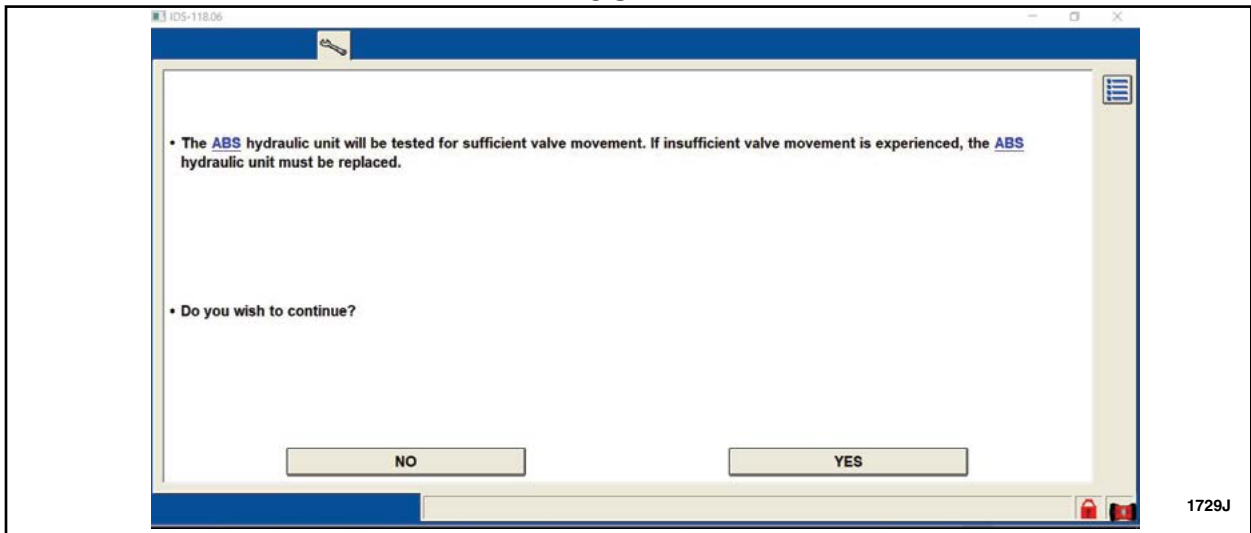 IDS-118.06
• The ABS hydraulic unit will be tested for sufficient valve movement. If insufficient valve movement is experienced, the ABS
hydraulic unit must be replaced.
• Do you wish to continue?
NO
YES
1729J